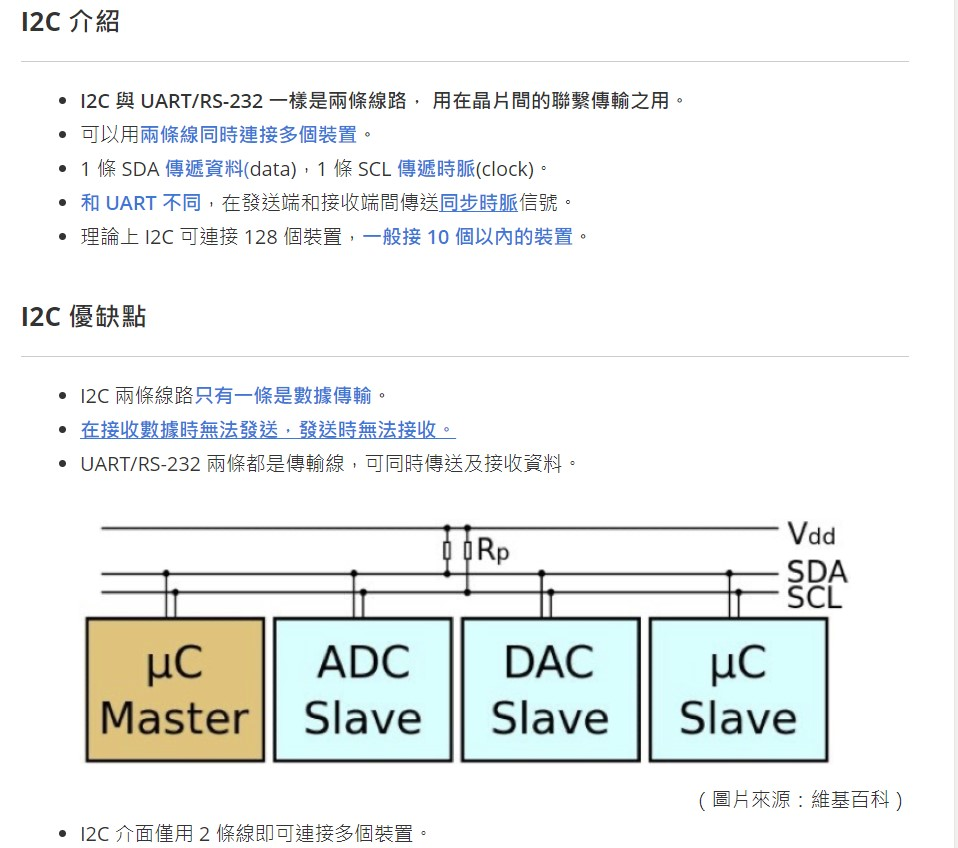 I2C 介紹
I2C 與 UART/RS-232 一樣是兩條線路， 用在晶片間的聯繫傳輸之用。
可以用兩條線同時連接多個裝置。
1 條 SDA 傳遞資料(data)，1 條 SCL 傳遞時脈(clock)。
和 UART 不同，在發送端和接收端間傳送同步時脈信號。
理論上 I2C 可連接 128 個裝置，一般接 10 個以內的裝置。
I2C 優缺點
I2C 兩條線路只有一條是數據傳輸。
在接收數據時無法發送，發送時無法接收。
UART/RS-232 兩條都是傳輸線，可同時傳送及接收資料。
Vdd
Rp
SDA
SCL
μC
Master
ADC
Slave
DAC
Slave
μC
Slave
( 圖片來源：維基百科 )
I2C 介面僅用 2 條線即可連接多個裝置。